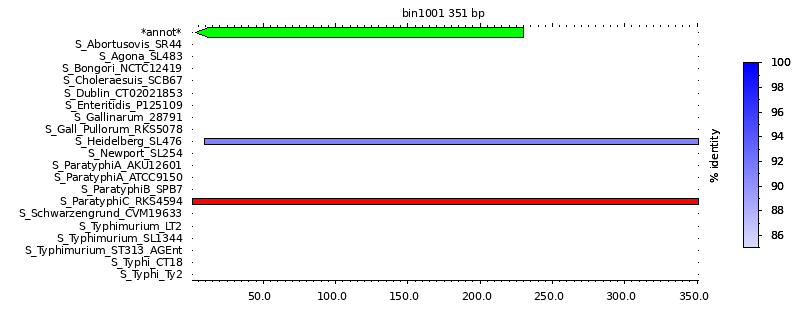 bin1001 351 bp
*annot*
S_Abortusovis_SR44
S_Agona_SL483
S_Bongori_NCTC12419
S_Choleraesuis_SCB67
S_Dublin_CT02021853
S_Enteritidis_P125109
S_Gallinarum_28791
S_Gall_Pullorum_RKS5078
S_Heidelberg_SL476
S_Newport_SL254
S_ParatyphiA_AKU12601
S_ParatyphiA_ATCC9150
S_ParatyphiB_SPB7
S_ParatyphiC_RKS4594
S_Schwarzengrund_CVM19633
S_Typhimurium_LT2
S_Typhimurium_SL1344
S_Typhimurium_ST313_AGEnt
S_Typhi_CT18
S_Typhi_Ty2
50.0 100.0 150.0 200.0 250.0 300.0 350.0
% identity
100
98
96
94
92
90
88
86